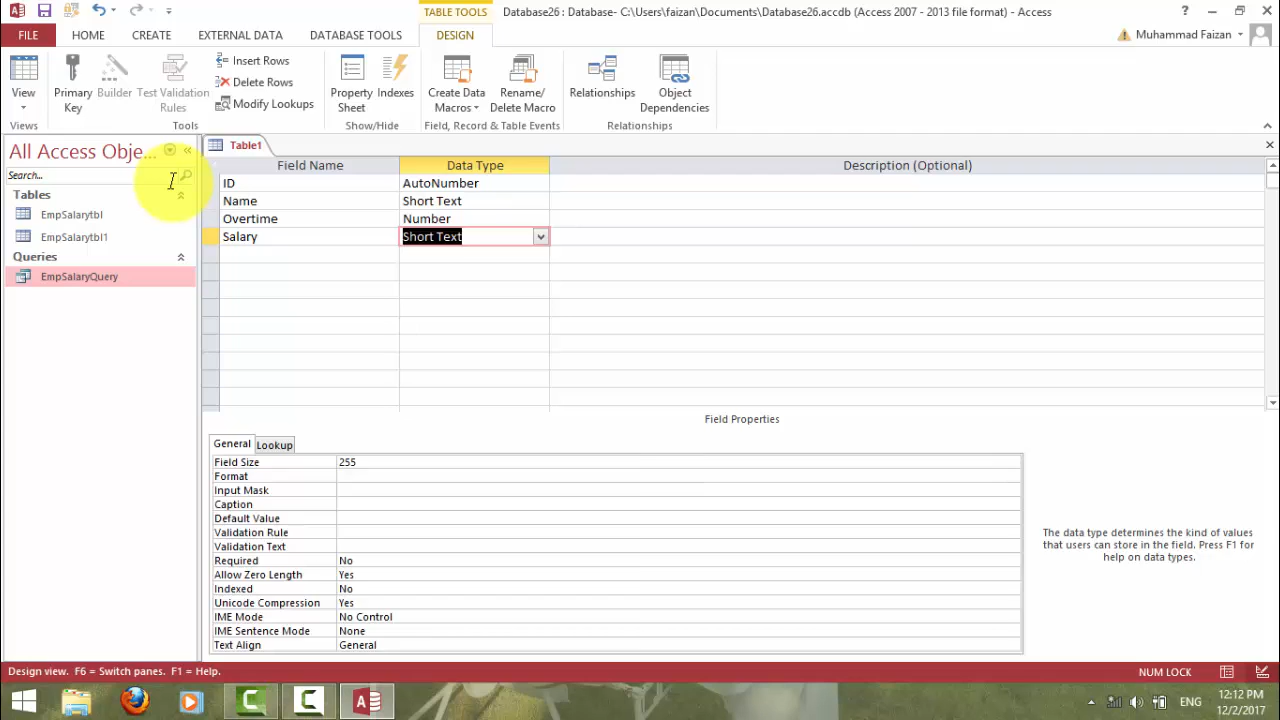 Database26 : Database- C:\Users\faizan\Documents\Database26.accdb (Access 2007 - 2013 file format) - Access
TABLE TOOLS
FILE HOME CREATE EXTERNAL DATA DATABASE TOOLS DESIGN
Muhammad Faizan
View
Views
Primary Key
Builder
Test Validation Rules
Insert Rows
Delete Rows
Modify Lookups
Tools
Property Sheet
Indexes
Show/Hide
Create Data Macros
Rename/ Delete Macro
Field, Record & Table Events
Relationships
Object Dependencies
Relationships
All Access Obje...
Search...
Tables
EmpSalarytbl
EmpSalarytbl1
Queries
EmpSalaryQuery
Table1
Field Name Data Type Description (Optional)
ID AutoNumber
Name Short Text
Overtime Number
Salary Short Text
Field Properties
General Lookup
Field Size 255
Format
Input Mask
Caption
Default Value
Validation Rule
Validation Text
Required No
Allow Zero Length Yes
Indexed No
Unicode Compression Yes
IME Mode No Control
IME Sentence Mode None
Text Align General
The data type determines the kind of values
that users can store in the field. Press F1 for
help on data types.
Design view. F6 = Switch panes. F1 = Help.
NUM LOCK
ENG
12:12 PM
12/2/2017